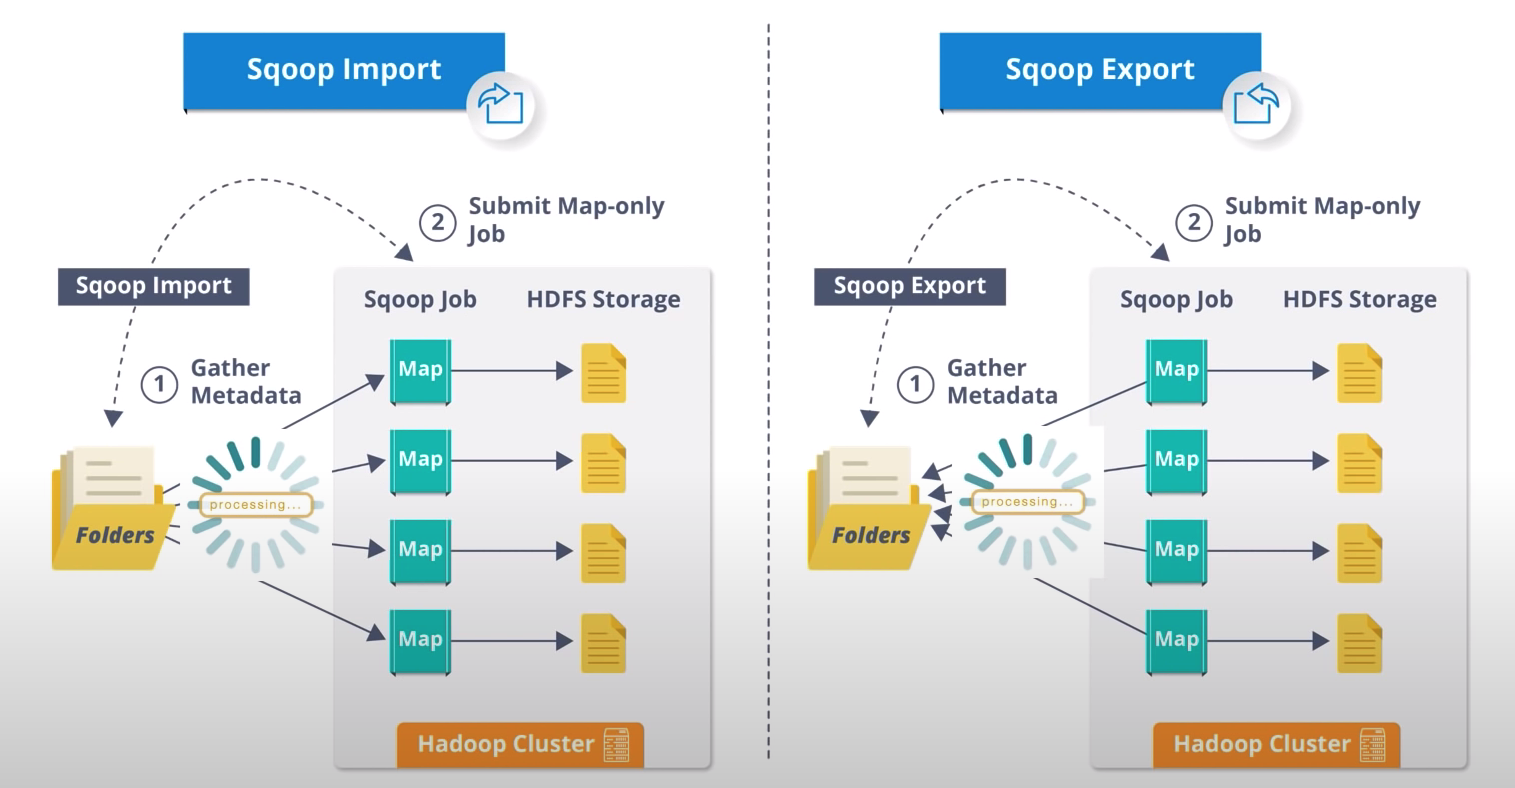 Sqoop Import
2
Submit Map-only
Job
Sqoop Import
Sqoop Job
HDFS Storage
1
Gather
Metadata
Map
Map
Map
Map
Folders
processing...
Hadoop Cluster
Sqoop Export
2
Submit Map-only
Job
Sqoop Export
Sqoop Job
HDFS Storage
1
Gather
Metadata
Map
Map
Map
Map
Folders
processing...
Hadoop Cluster